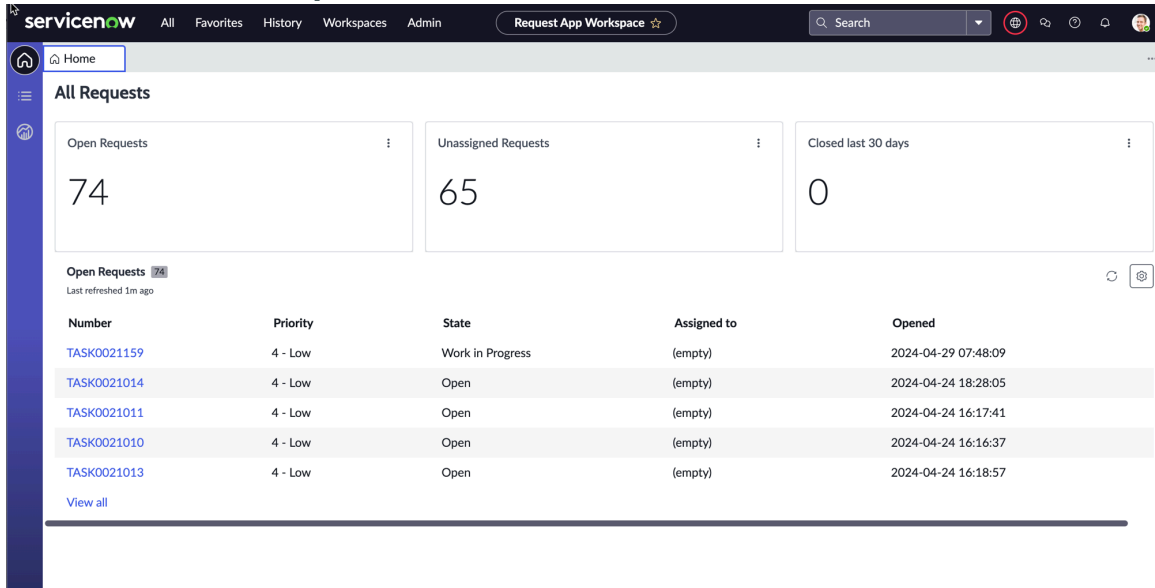 servicenow All Favorites History Workspaces Admin Request App Workspace Search
Home
All Requests
Open Requests
74
Unassigned Requests
65
Closed last 30 days
0
Open Requests 74
Last refreshed 1m ago
Number Priority State Assigned to Opened
TASK0021159 4 - Low Work in Progress (empty) 2024-04-29 07:48:09
TASK0021014 4 - Low Open (empty) 2024-04-24 18:28:05
TASK0021011 4 - Low Open (empty) 2024-04-24 16:17:41
TASK0021010 4 - Low Open (empty) 2024-04-24 16:16:37
TASK0021013 4 - Low Open (empty) 2024-04-24 16:18:57
View all